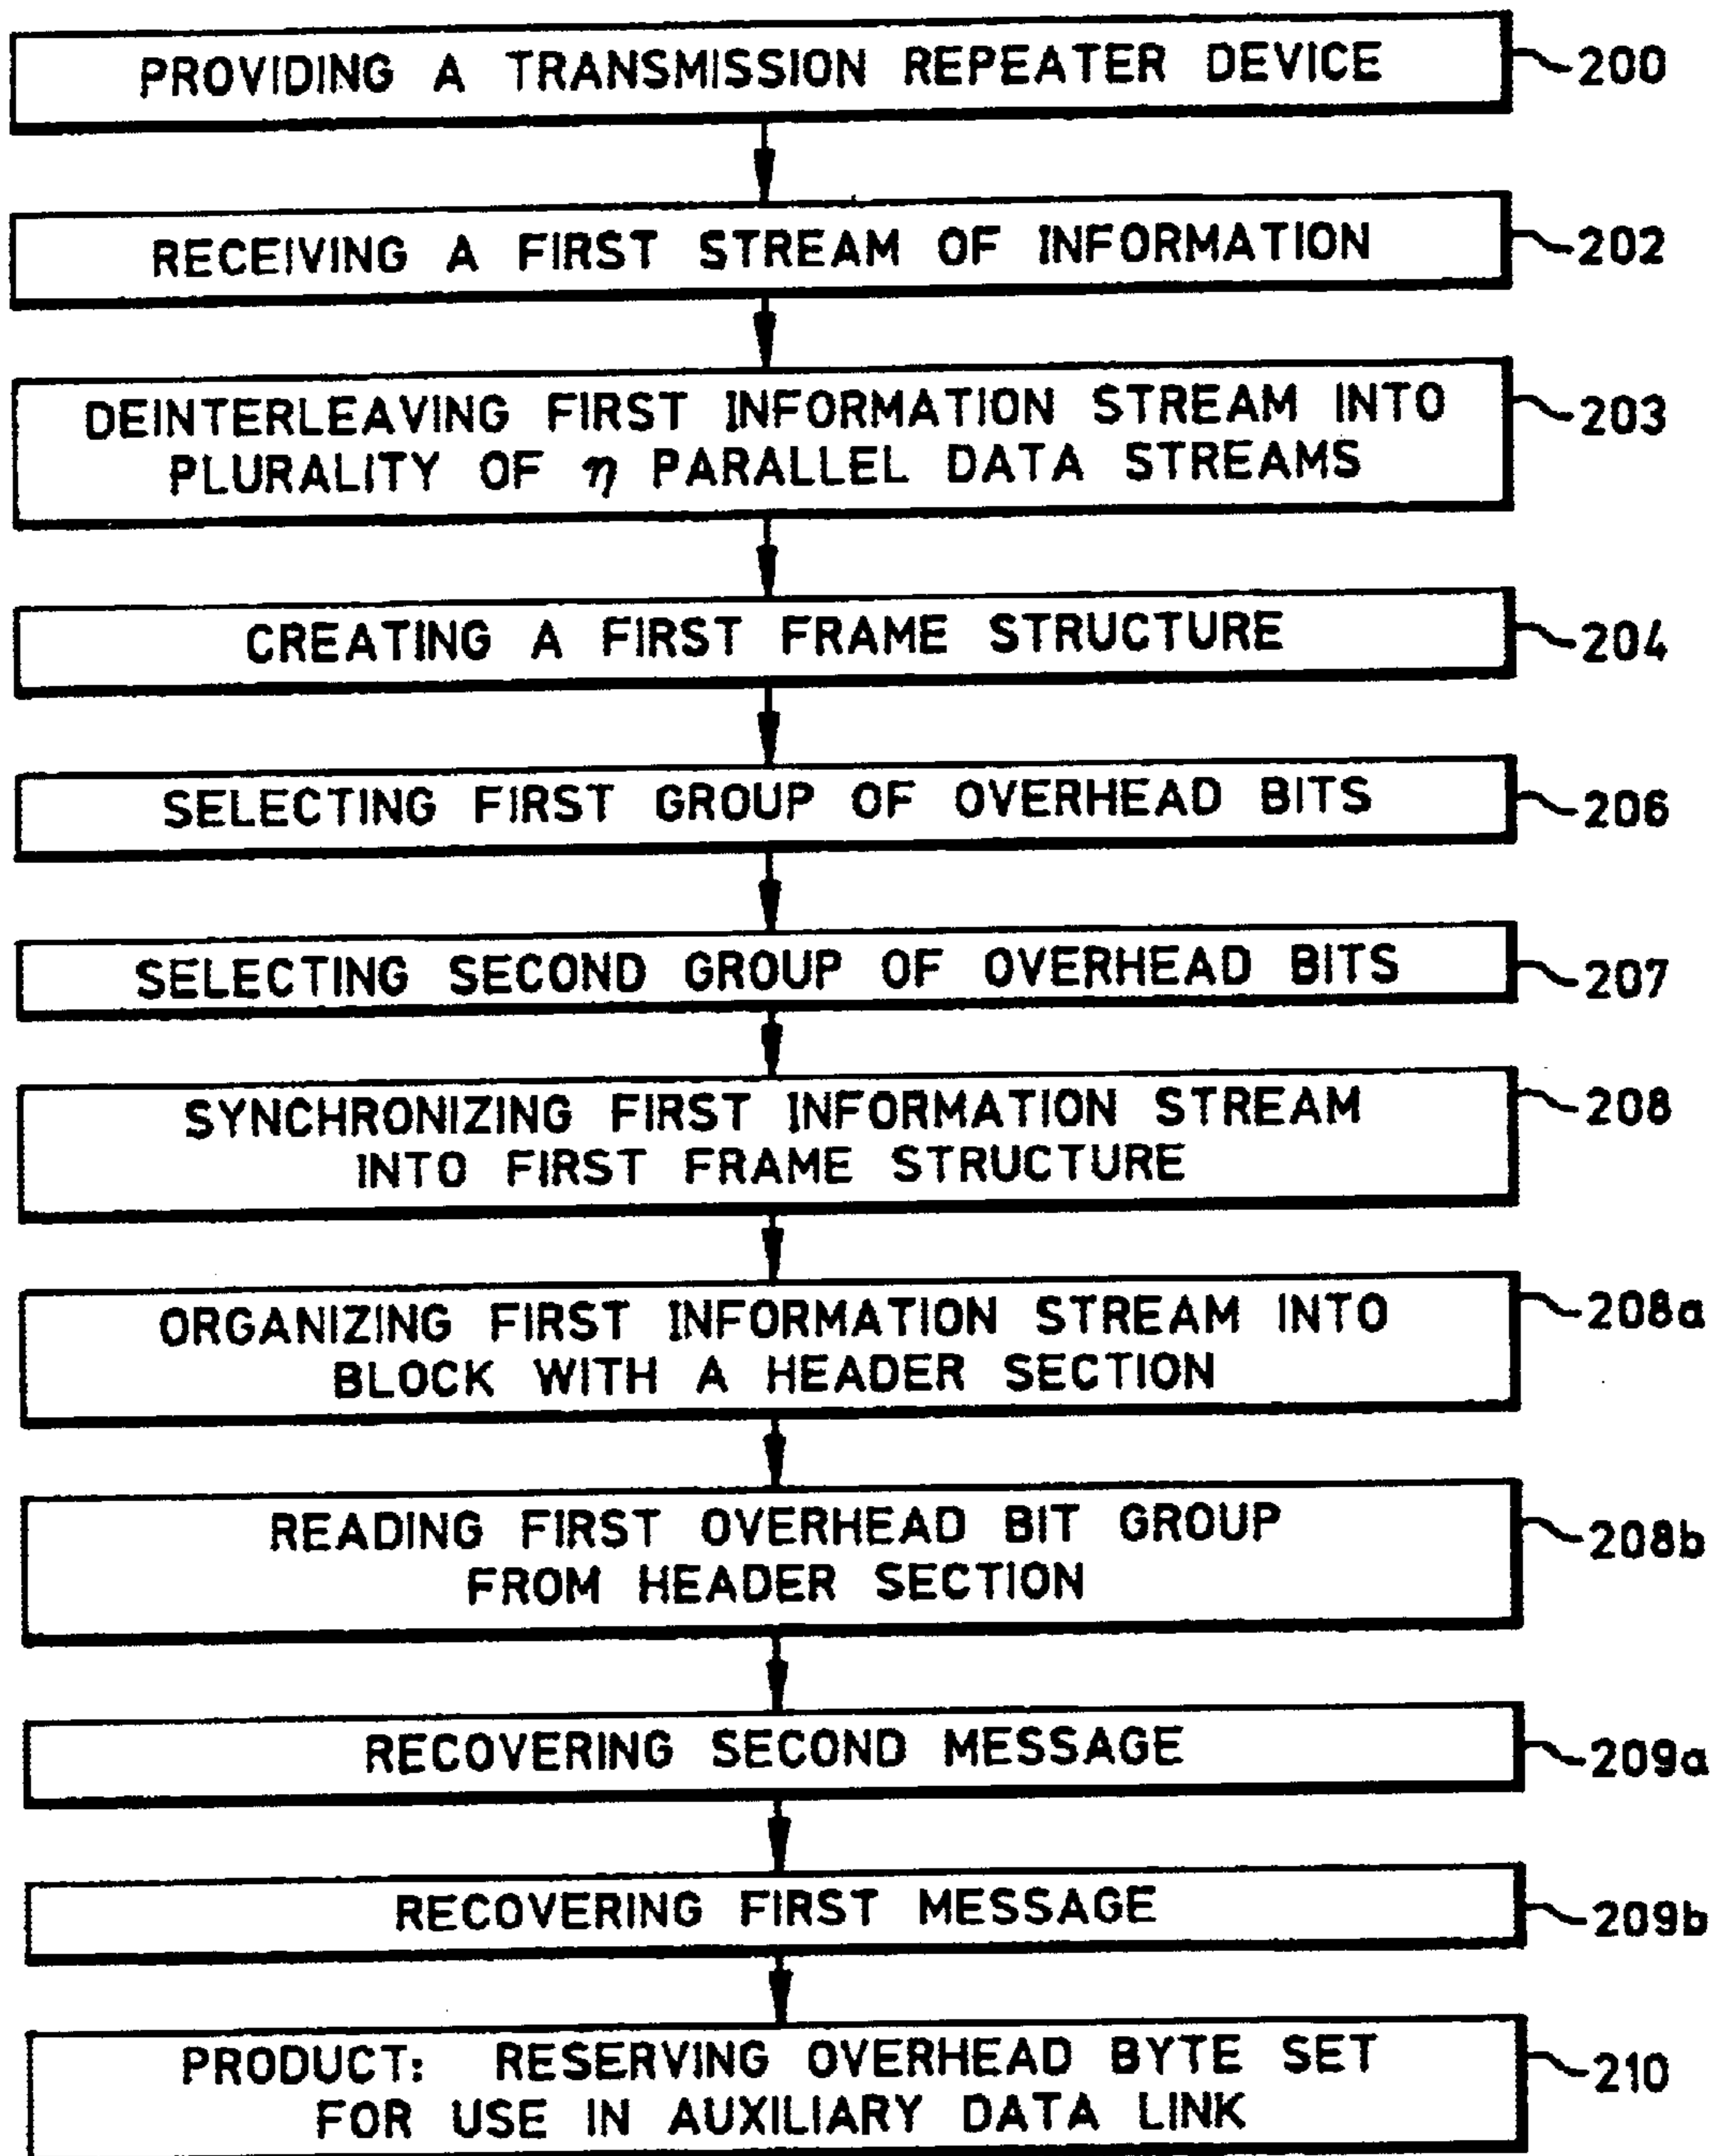 PROVIDING A TRANSMISSION REPEATER DEVICE 200
RECEIVING A FIRST STREAM OF INFORMATION 202
DEINTERLEAVING FIRST INFORMATION STREAM INTO 203
PLURALITY OF η PARALLEL DATA STREAMS
CREATING A FIRST FRAME STRUCTURE 204
SELECTING FIRST GROUP OF OVERHEAD BITS 206
SELECTING SECOND GROUP OF OVERHEAD BITS 207
SYNCHRONIZING FIRST INFORMATION STREAM 208
INTO FIRST FRAME STRUCTURE
ORGANIZING FIRST INFORMATION STREAM INTO 208a
BLOCK WITH A HEADER SECTION
READING FIRST OVERHEAD BIT GROUP 208b
FROM HEADER SECTION
RECOVERING SECOND MESSAGE 209a
RECOVERING FIRST MESSAGE 209b
PRODUCT: RESERVING OVERHEAD BYTE SET 210
FOR USE IN AUXILIARY DATA LINK